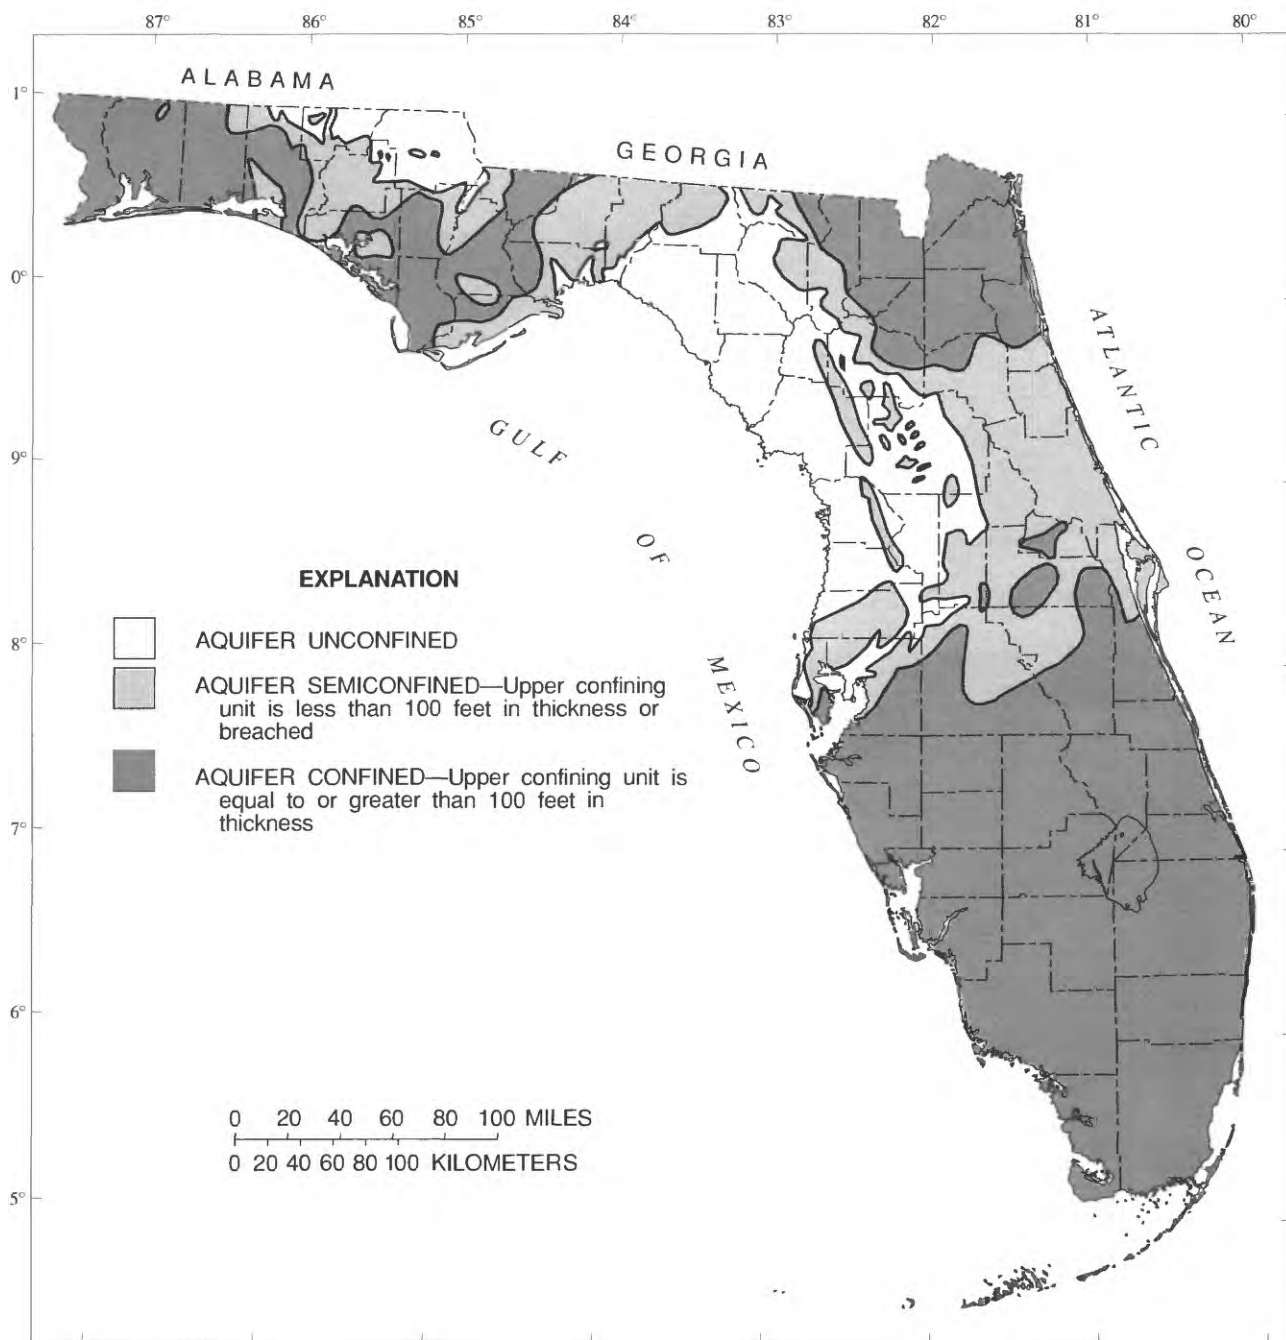 87° 86° 85° 84° 83° 82° 81° 80°
ALABAMA
1°
GEORGIA
0°
ATLANTIC
GULF
9°
OF
OCEAN
EXPLANATION
AQUIFER UNCONFINED
8°
MEXICO
AQUIFER SEMICONFINED—Upper confining
unit is less than 100 feet in thickness or
breached
AQUIFER CONFINED—Upper confining unit is
equal to or greater than 100 feet in
thickness
7°
6°
0 20 40 60 80 100 MILES
0 20 40 60 80 100 KILOMETERS
5°